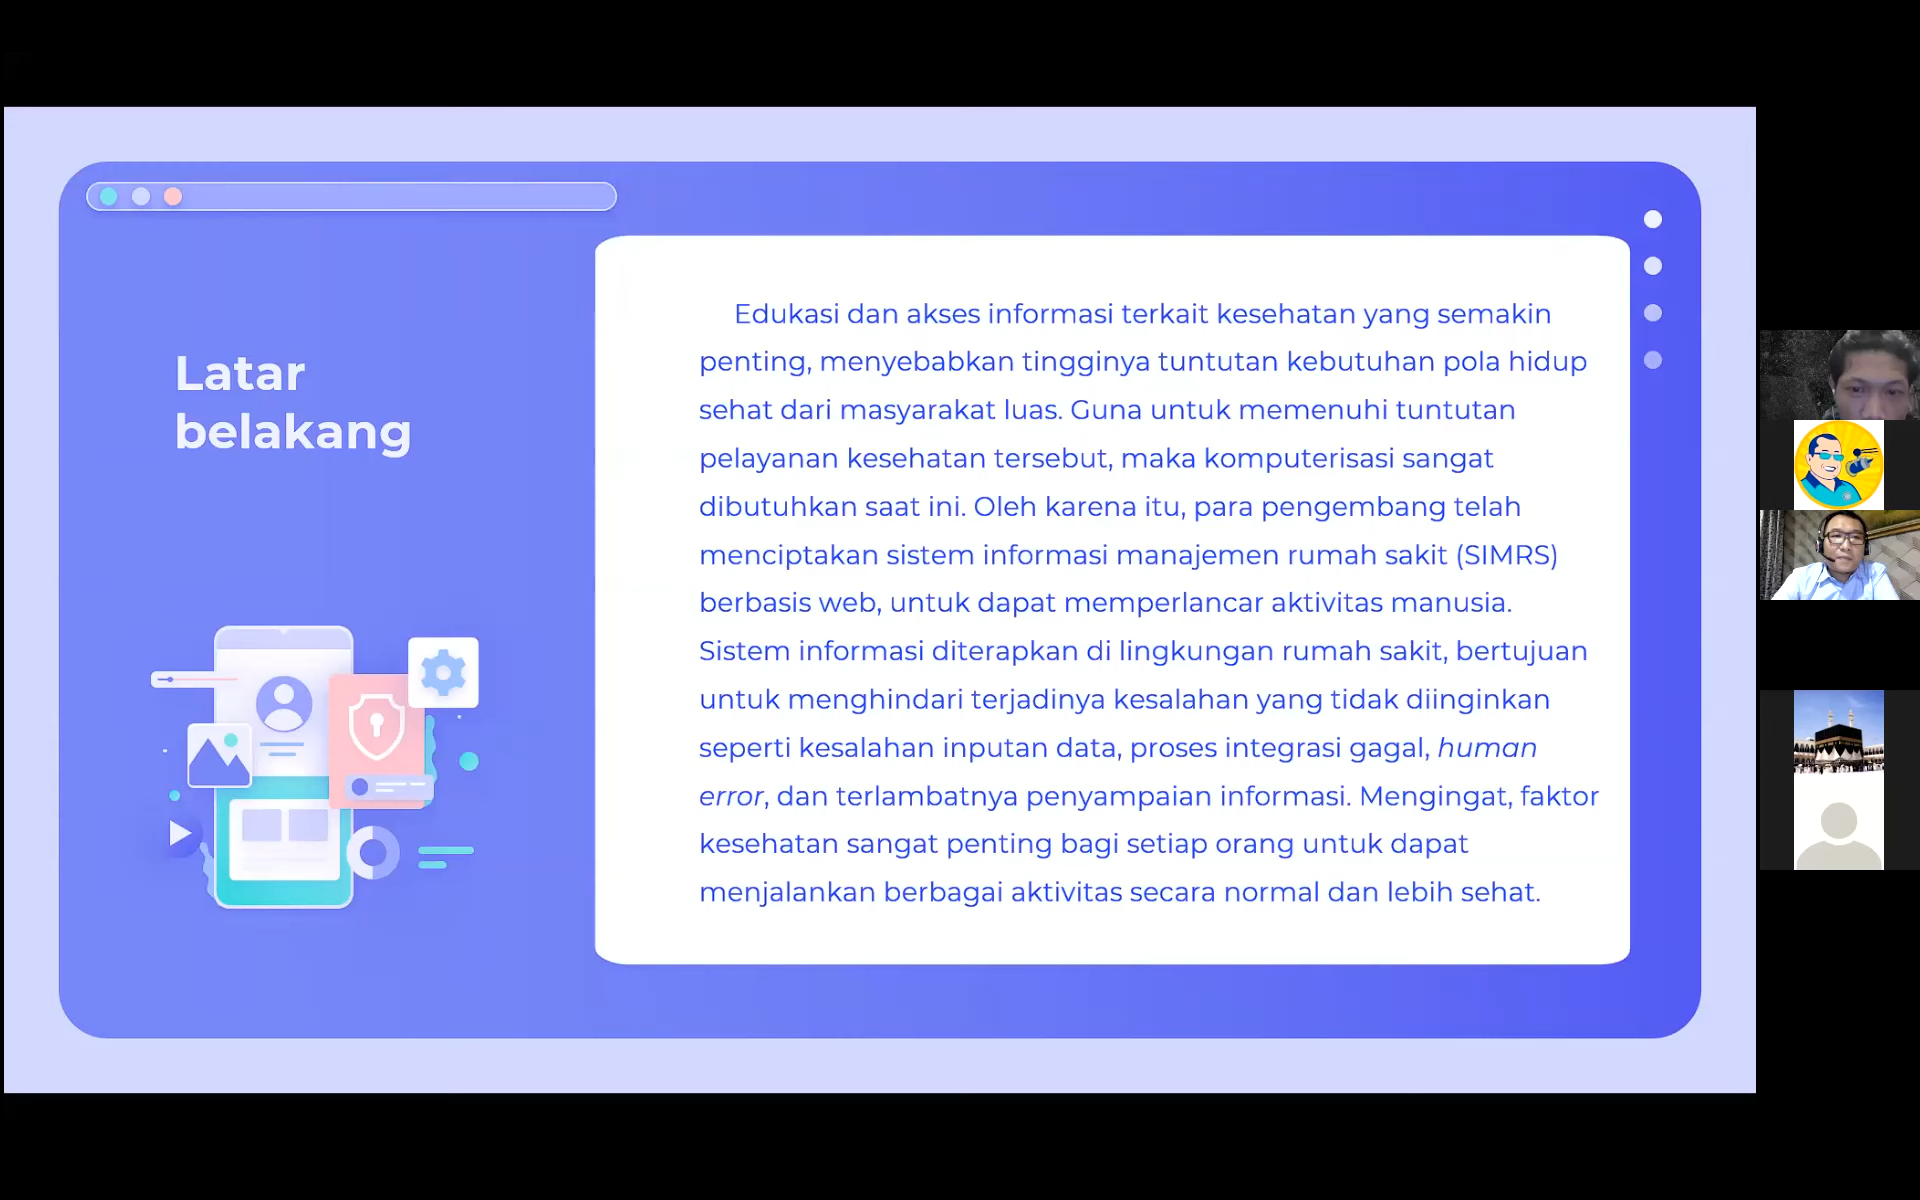 Latar
belakang
Edukasi dan akses informasi terkait kesehatan yang semakin
penting, menyebabkan tingginya tuntutan kebutuhan pola hidup
sehat dari masyarakat luas. Guna untuk memenuhi tuntutan
pelayanan kesehatan tersebut, maka komputerisasi sangat
dibutuhkan saat ini. Oleh karena itu, para pengembang telah
menciptakan sistem informasi manajemen rumah sakit (SIMRS)
berbasis web, untuk dapat memperlancar aktivitas manusia.
Sistem informasi diterapkan di lingkungan rumah sakit, bertujuan
untuk menghindari terjadinya kesalahan yang tidak diinginkan
seperti kesalahan inputan data, proses integrasi gagal, human
error, dan terlambatnya penyampaian informasi. Mengingat, faktor
kesehatan sangat penting bagi setiap orang untuk dapat
menjalankan berbagai aktivitas secara normal dan lebih sehat.